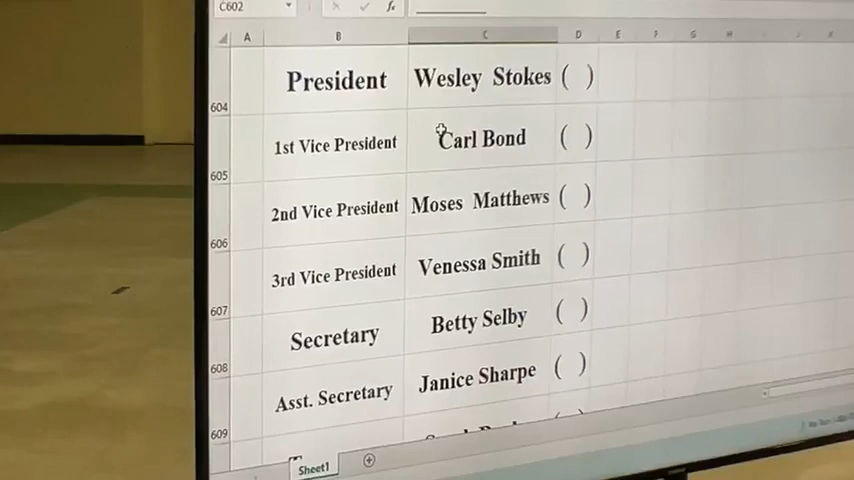 C602
A B C D E F G H
President Wesley Stokes ( )
604
1st Vice President Carl Bond ( )
605
2nd Vice President Moses Matthews ( )
606
3rd Vice President Venessa Smith ( )
607
Secretary Betty Selby ( )
608
Asst. Secretary Janice Sharpe ( )
609
Sheet1